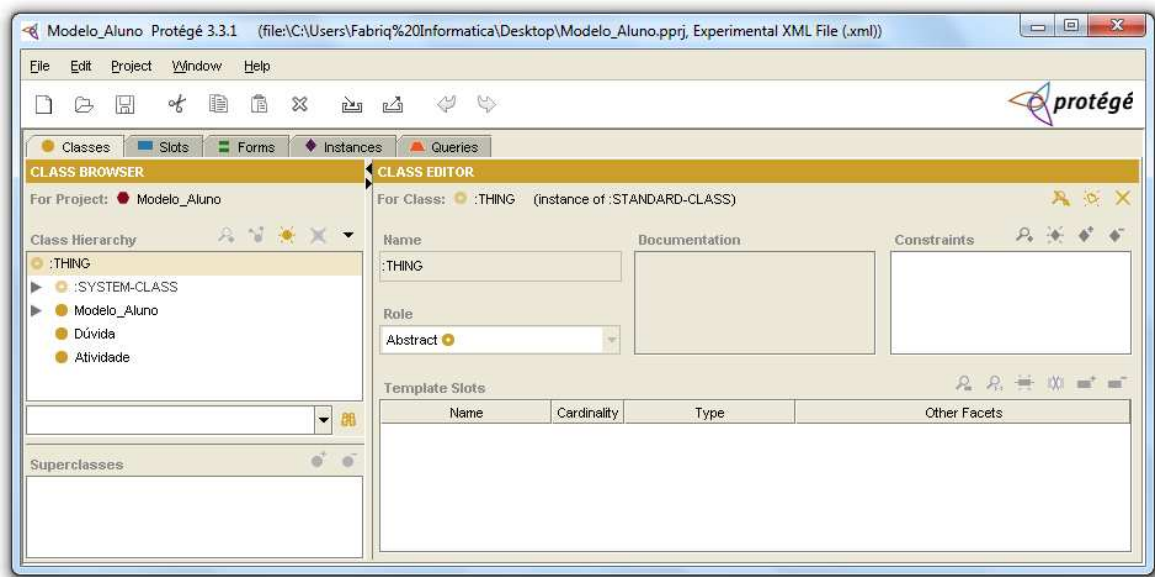 Modelo_Aluno Protégé 3.3.1 (file:\C:\Users\Fabriq%20Informatica\Desktop\Modelo_Aluno.pprj, Experimental XML File (.xml))
File Edit Project Window Help
protégé
Classes Slots Forms Instances Queries
CLASS BROWSER
For Project: Modelo_Aluno
Class Hierarchy
:THING
:SYSTEM-CLASS
Modelo_Aluno
Dúvida
Atividade
Superclasses
CLASS EDITOR
For Class: :THING (instance of :STANDARD-CLASS)
Name Documentation Constraints
:THING
Role
Abstract
Template Slots
Name Cardinality Type Other Facets